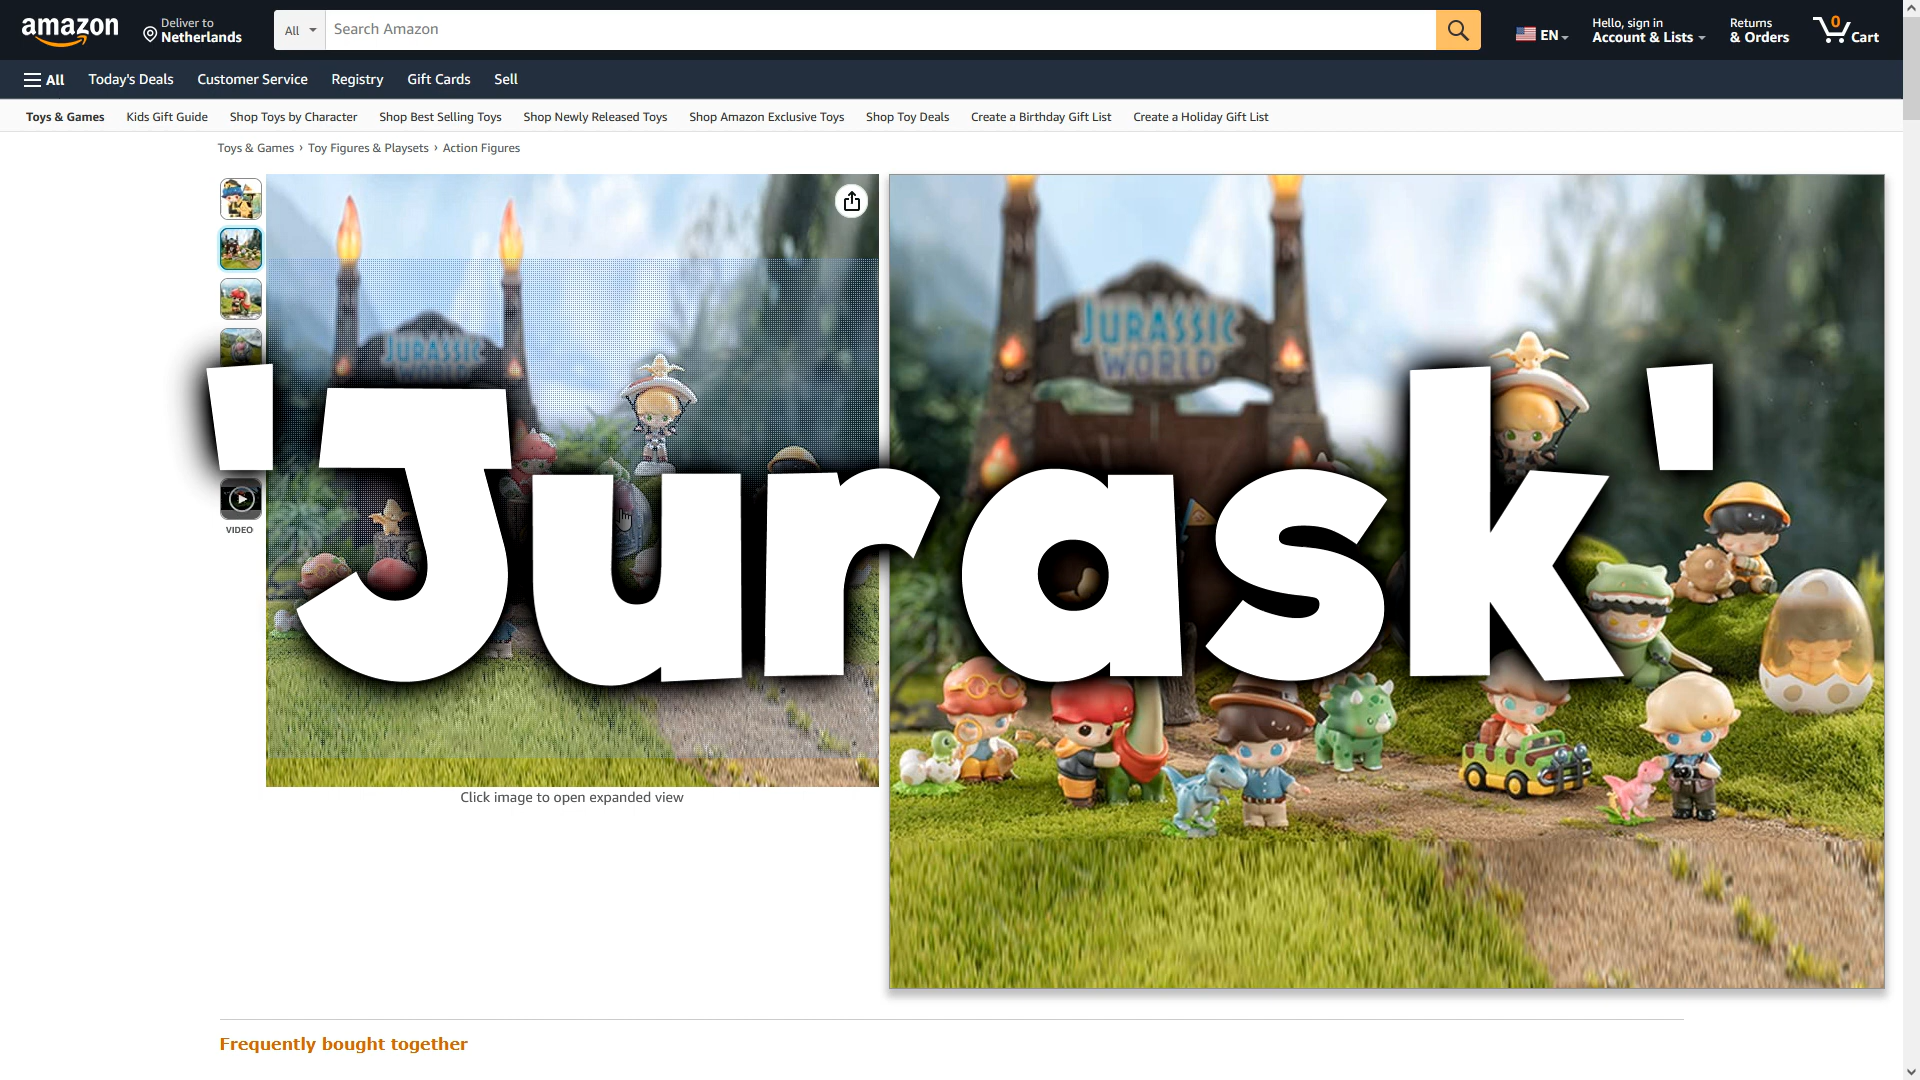 amazon
Deliver to
Netherlands
All
Search Amazon
EN
Hello, sign in
Account & Lists
Returns
& Orders
0
Cart
All
Today's Deals
Customer Service
Registry
Gift Cards
Sell
Toys & Games
Kids Gift Guide
Shop Toys by Character
Shop Best Selling Toys
Shop Newly Released Toys
Shop Amazon Exclusive Toys
Shop Toy Deals
Create a Birthday Gift List
Create a Holiday Gift List
Toys & Games › Toy Figures & Playsets › Action Figures
JURASSIC
WORLD
JURASSIC
WORLD
'Jurask'
VIDEO
Click image to open expanded view
Frequently bought together